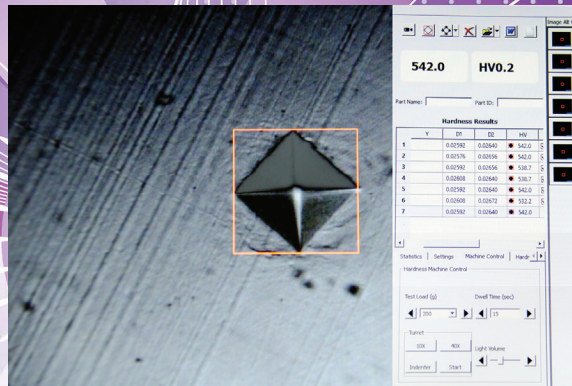 Image Alt
542.0 HV0.2
Part Name: Part ID:
Hardness Results
Y D1 D2 HV
1 0.02592 0.02640 542.0
2 0.02576 0.02656 542.0
3 0.02592 0.02656 538.7
4 0.02608 0.02640 538.7
5 0.02592 0.02640 542.0
6 0.02608 0.02672 532.2
7 0.02592 0.02640 542.0
Statistics Settings Machine Control
Hardness Machine Control
Test Load (g) Dwell Time (sec)
200 15
Turret
10X 40X Light Volume
Indenter Start